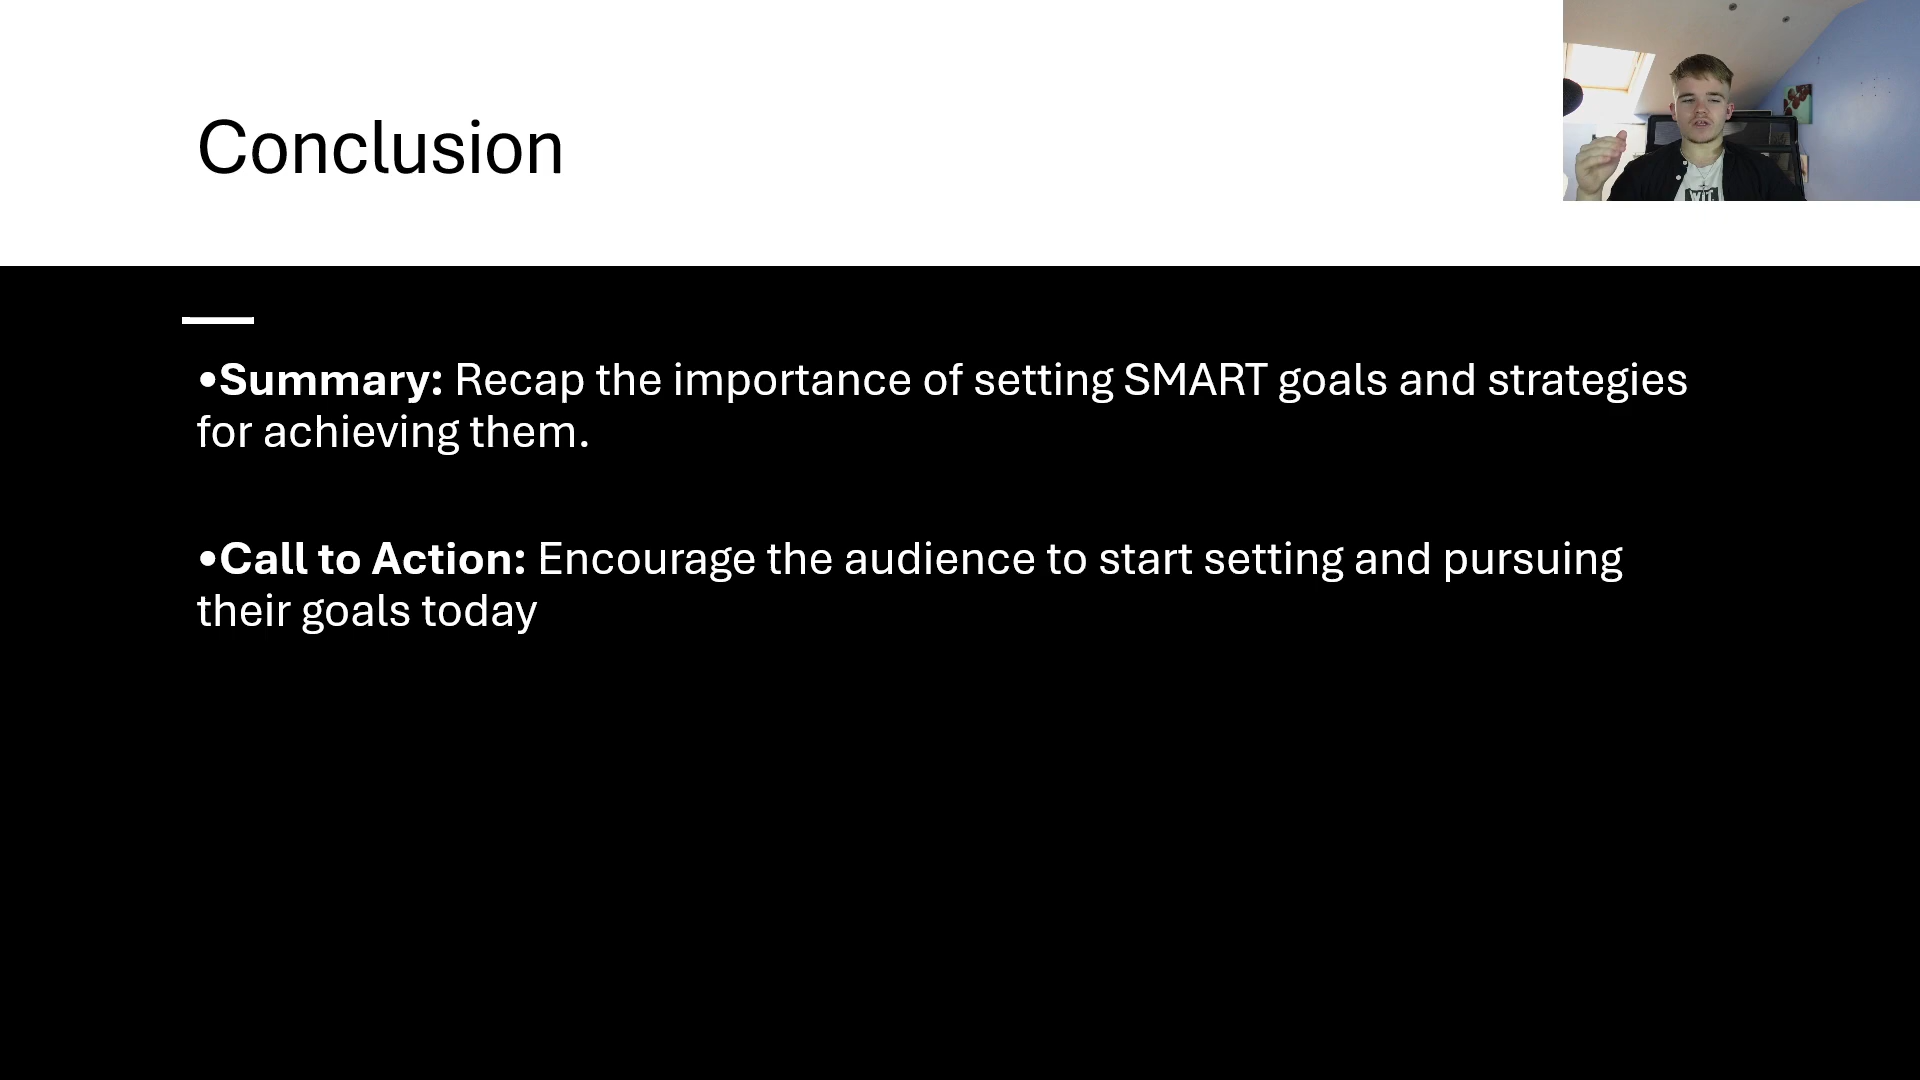 Conclusion
•Summary: Recap the importance of setting SMART goals and strategies
for achieving them.
•Call to Action: Encourage the audience to start setting and pursuing
their goals today